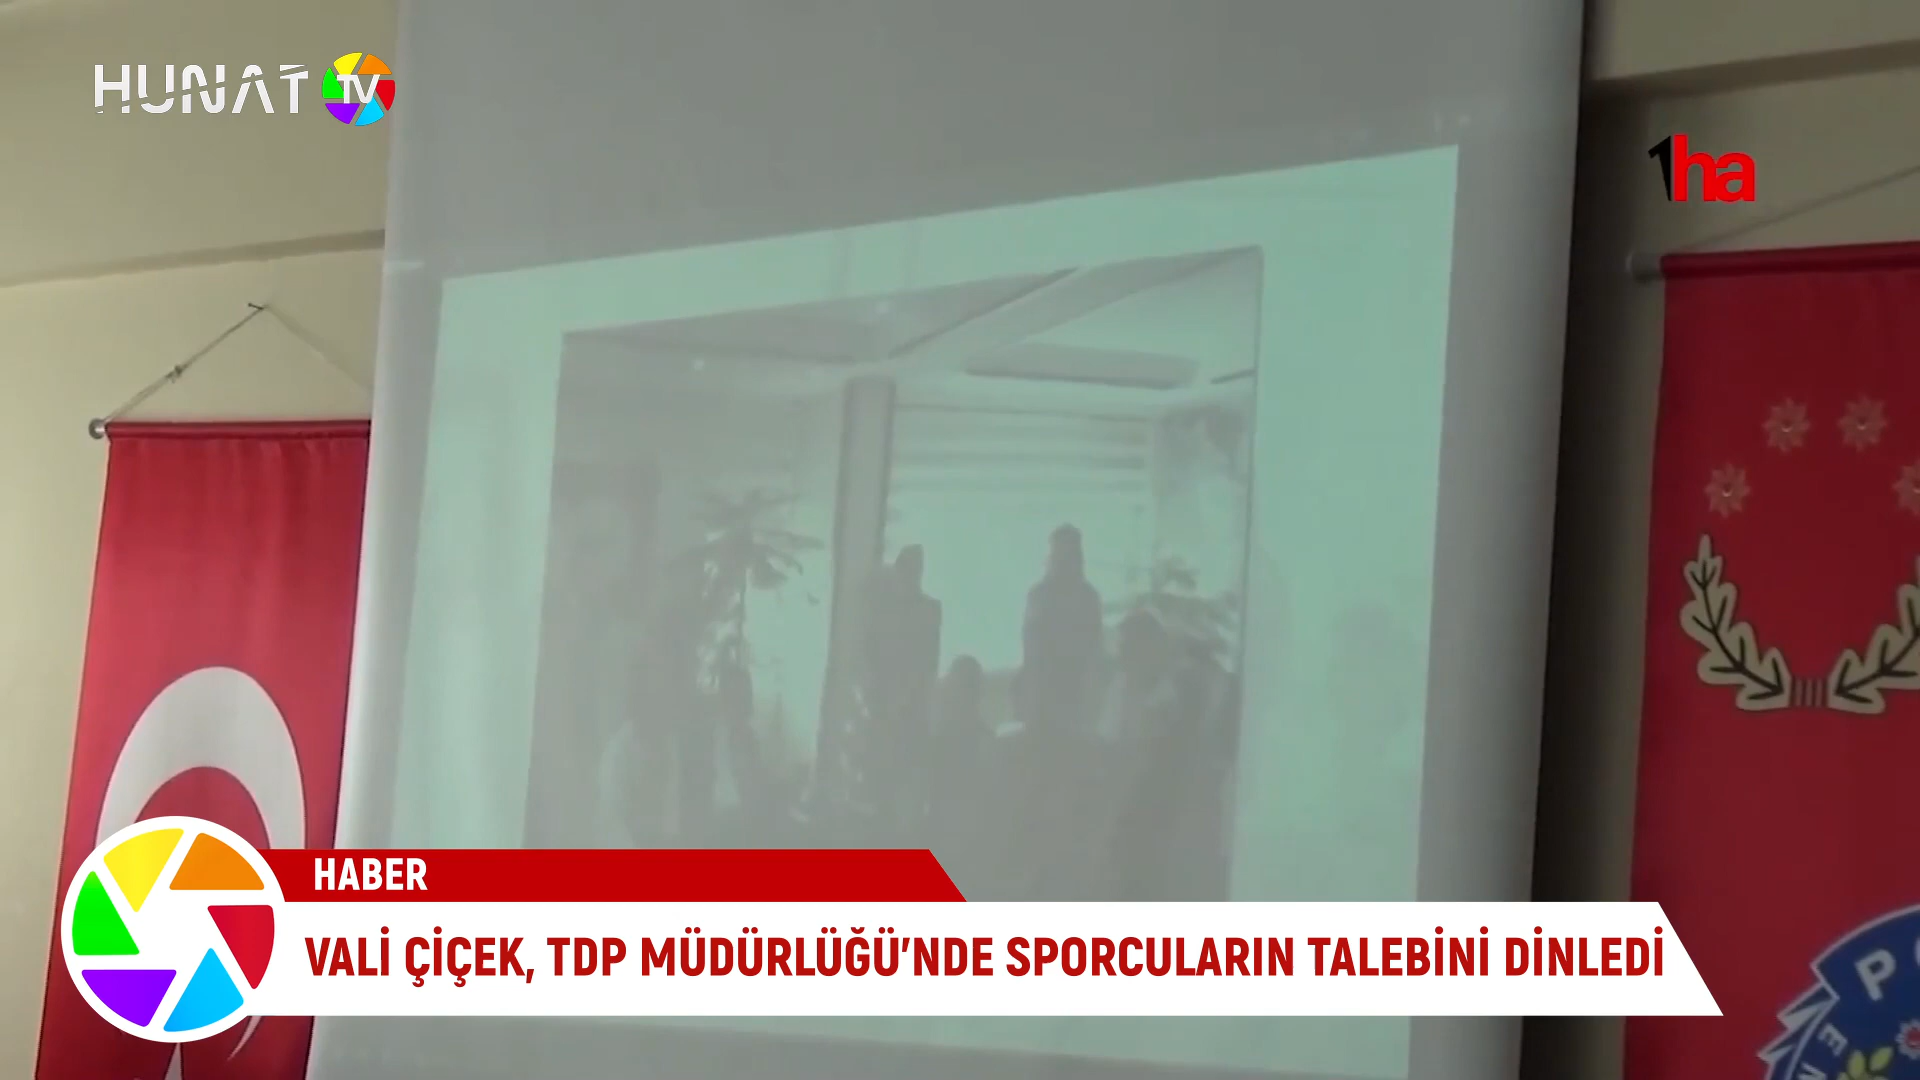 HUNAT TV
1ha
HABER
VALİ ÇİÇEK, TDP MÜDÜRLÜĞÜ'NDE SPORCULARIN TALEBİNİ DİNLEDİ